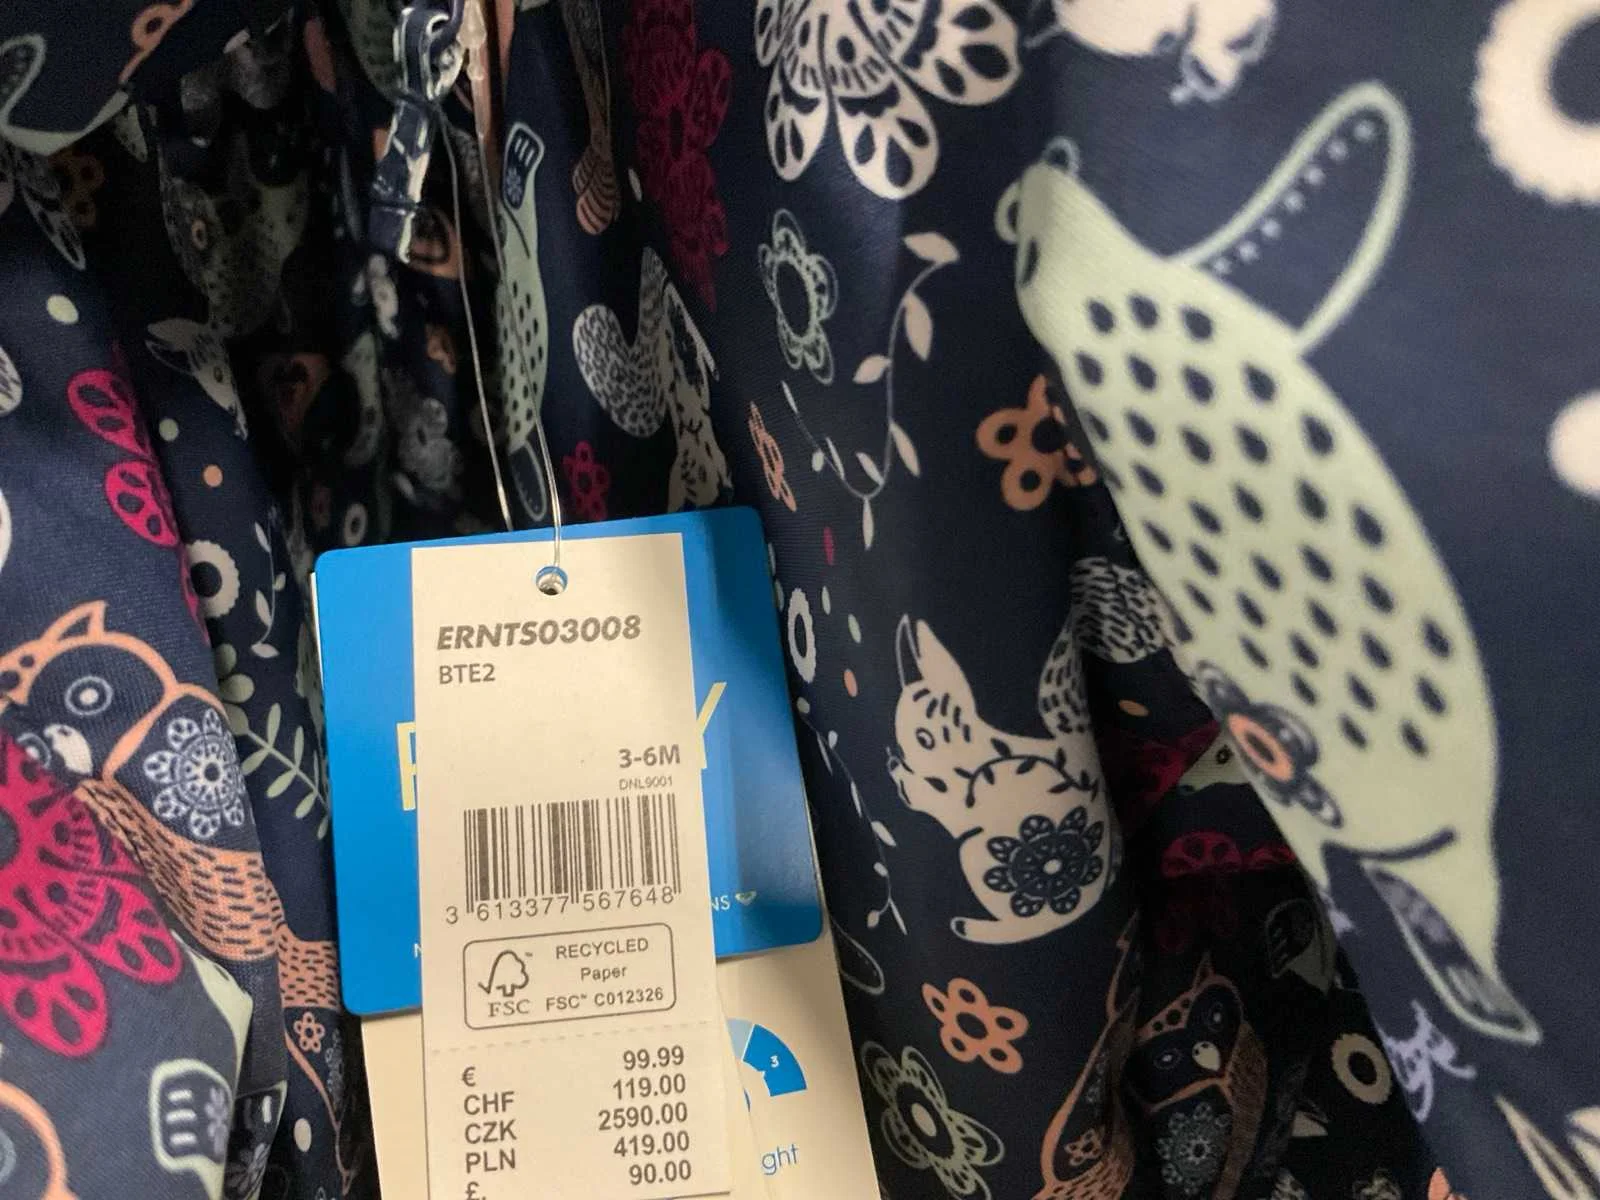 ERNTS03008
BTE2
3-6M
DNL9001
3 613377 567648
RECYCLED
Paper
FSC™ C012326
FSC
€ 99.99
CHF 119.00
CZK 2590.00
PLN 419.00
£. 90.00
3